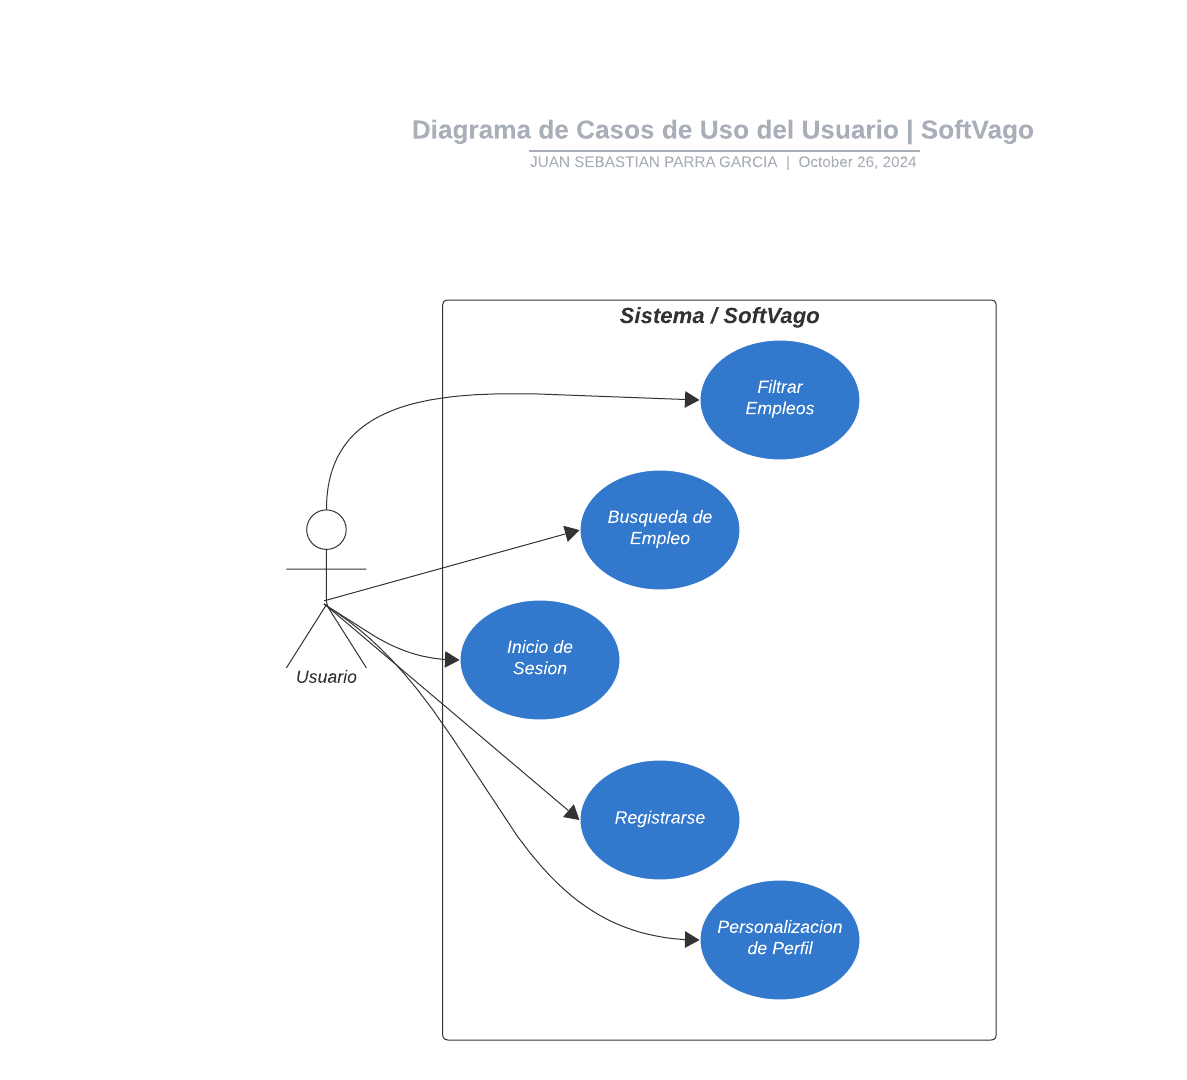 Diagrama de Casos de Uso del Usuario | SoftVago
JUAN SEBASTIAN PARRA GARCIA | October 26, 2024
Sistema / SoftVago
Filtrar
Empleos
Busqueda de
Empleo
Inicio de
Sesion
Usuario
Registrarse
Personalizacion
de Perfil